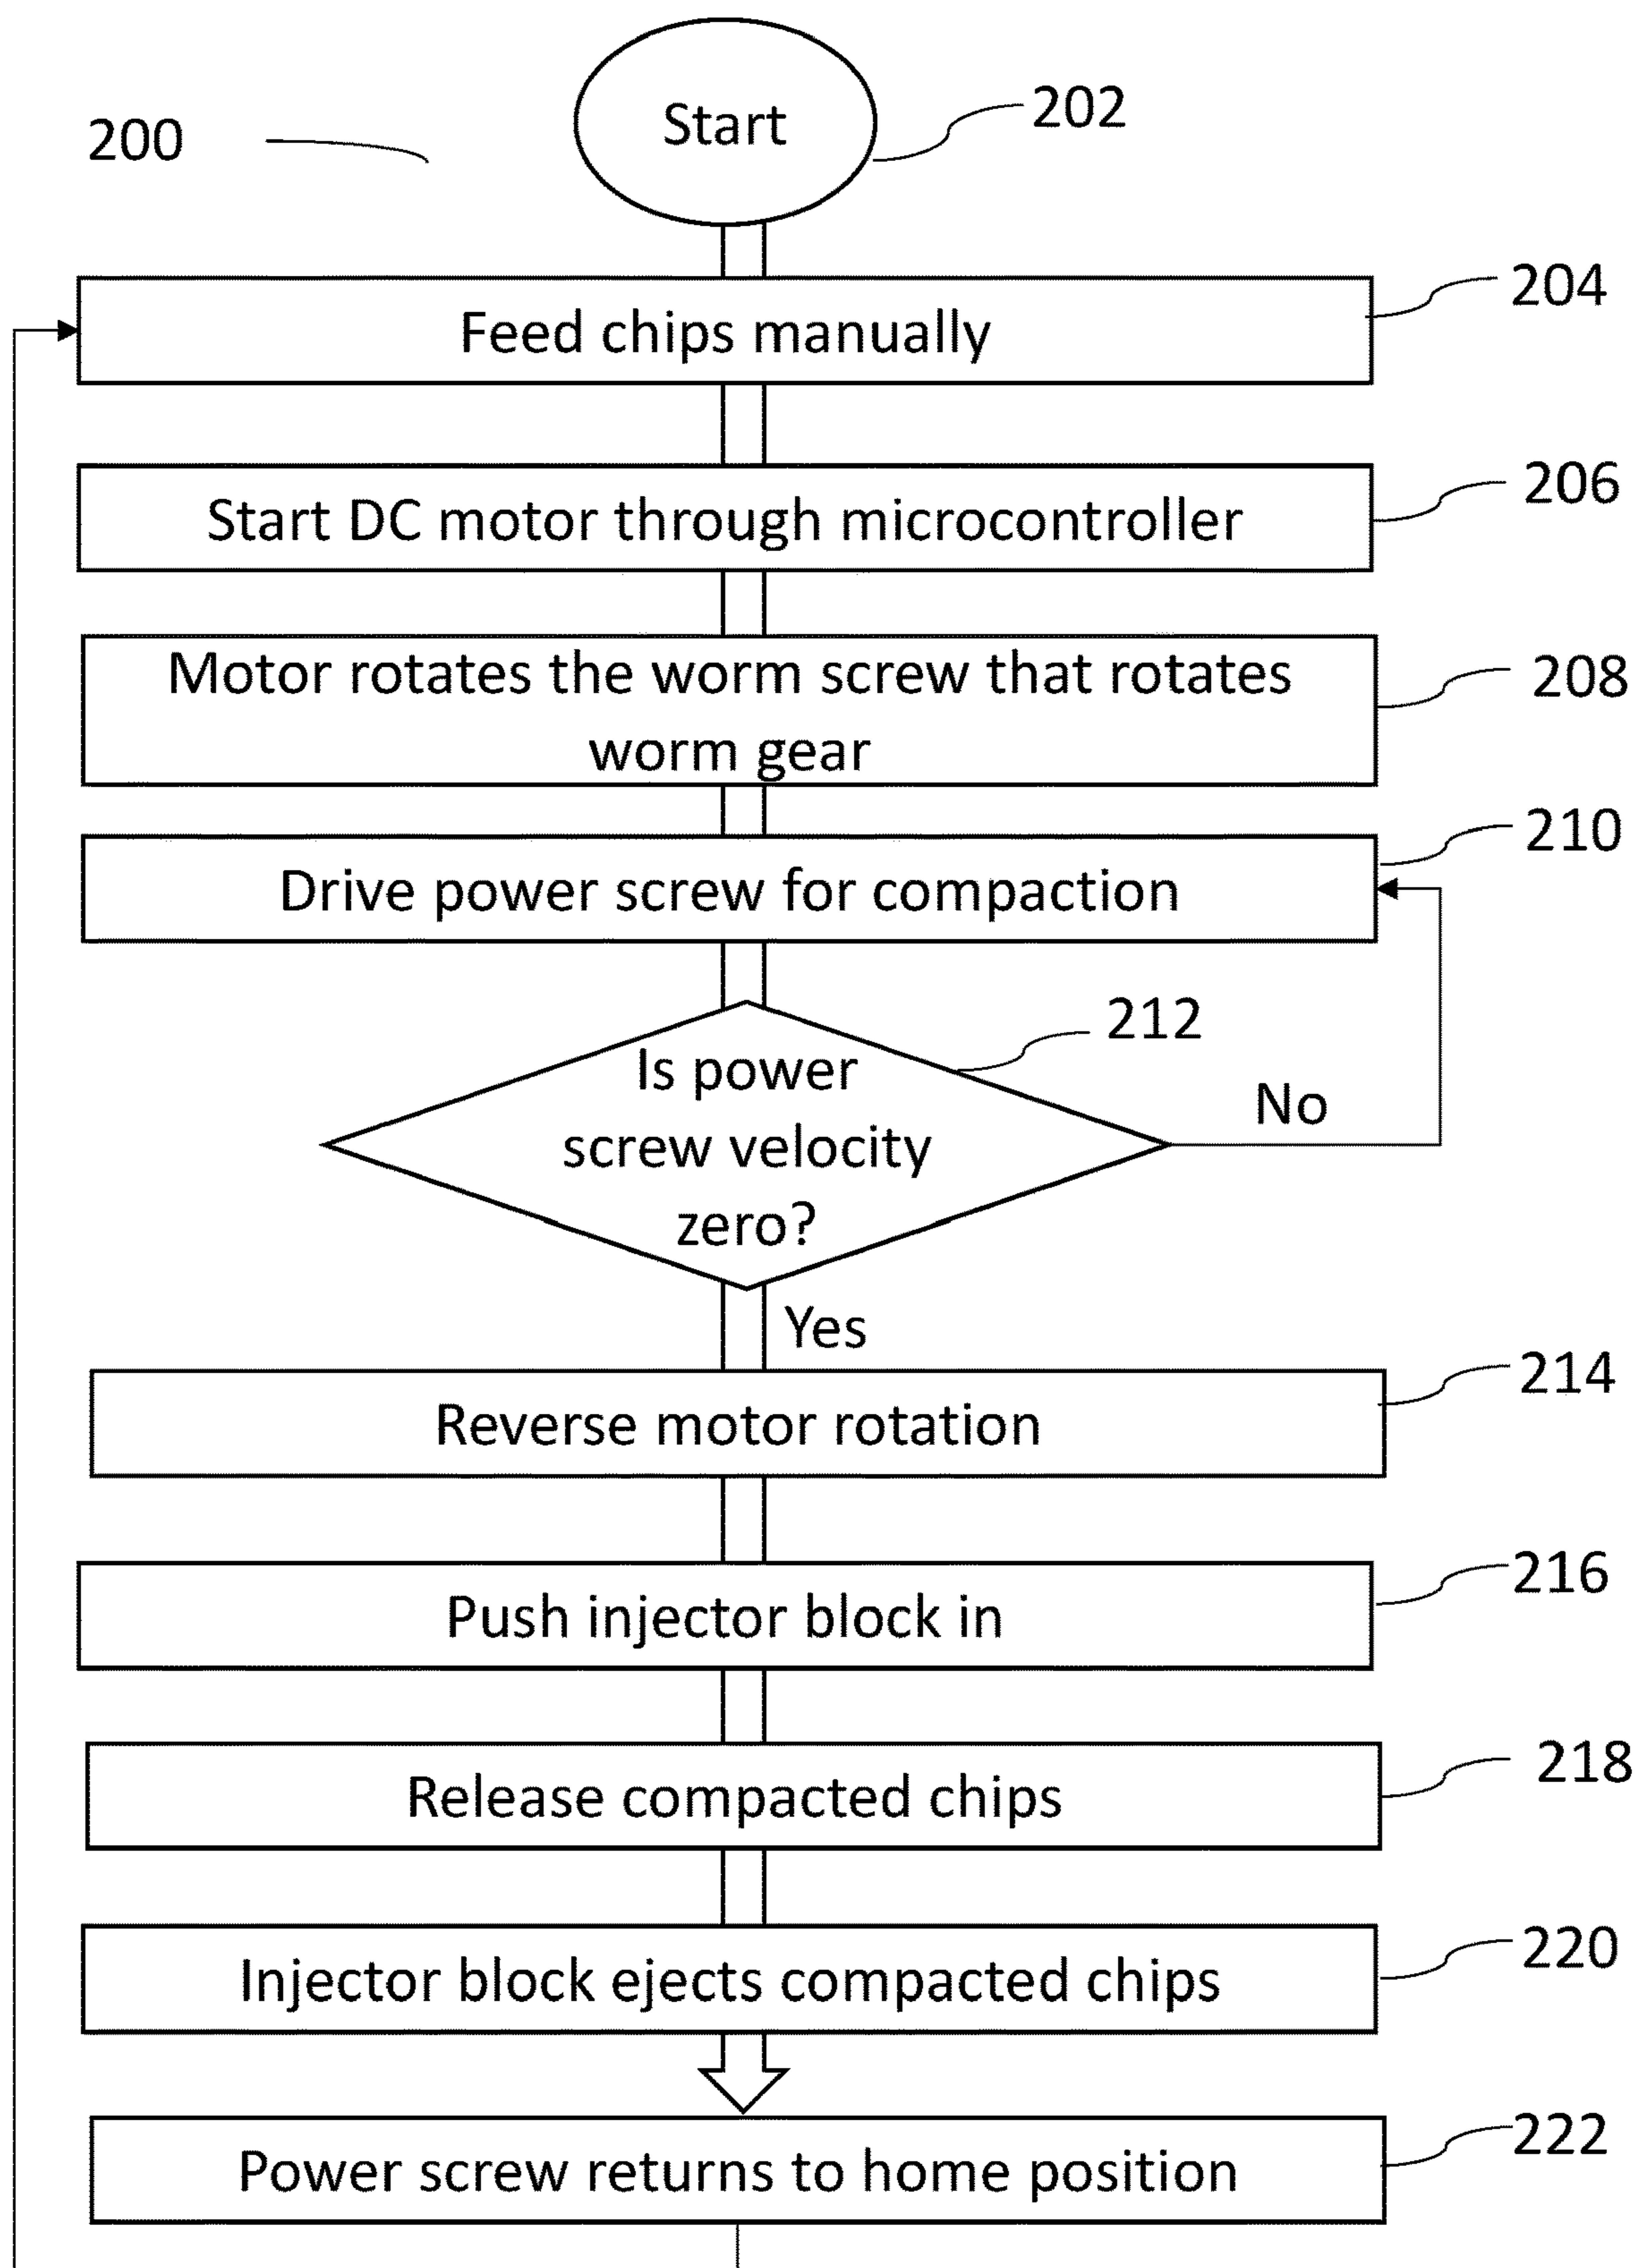 Start
202
200
204
Feed chips manually
206
Start DC motor through microcontroller
Motor rotates the worm screw that rotates
208
worm gear
210
Drive power screw for compaction
212
Is power
No
screw velocity
zero?
Yes
214
Reverse motor rotation
216
Push injector block in
218
Release compacted chips
220
Injector block ejects compacted chips
222
Power screw returns to home position